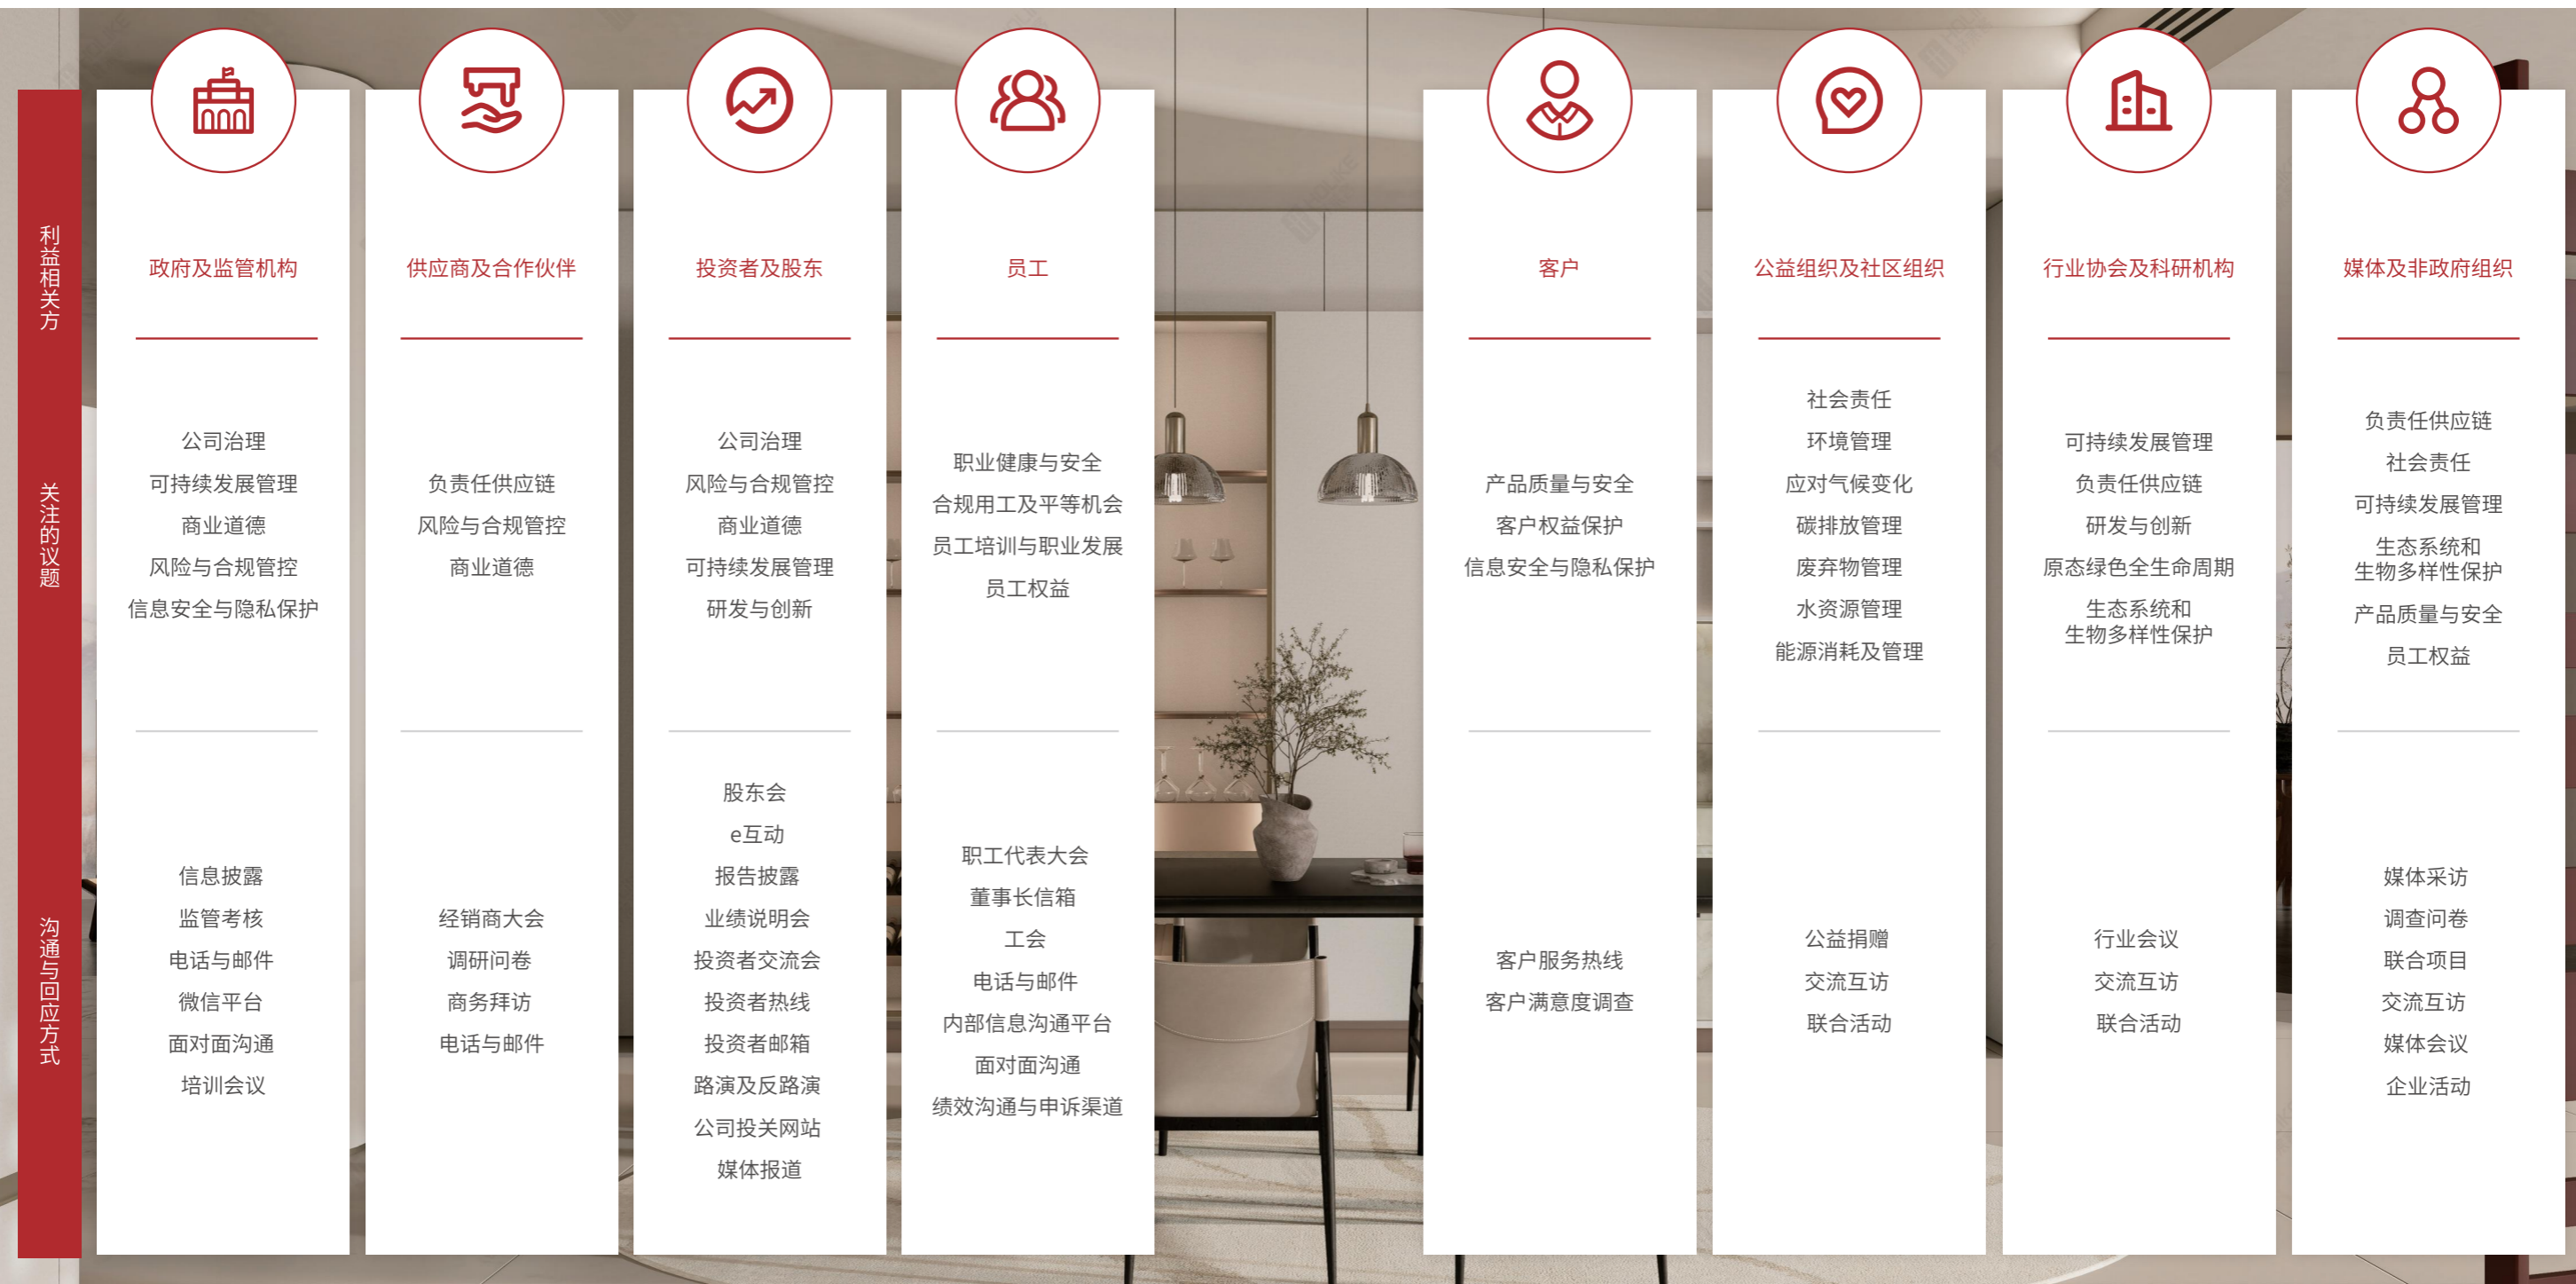 利益相关方
关注的议题
沟通与回应方式
政府及监管机构
公司治理
可持续发展管理
商业道德
风险与合规管控
信息安全与隐私保护
信息披露
监管考核
电话与邮件
微信平台
面对面沟通
培训会议
供应商及合作伙伴
负责任供应链
风险与合规管控
商业道德
经销商大会
调研问卷
商务拜访
电话与邮件
投资者及股东
公司治理
风险与合规管控
商业道德
可持续发展管理
研发与创新
股东会
e互动
报告披露
业绩说明会
投资者交流会
投资者热线
投资者邮箱
路演及反路演
公司投关网站
媒体报道
员工
职业健康与安全
合规用工及平等机会
员工培训与职业发展
员工权益
职工代表大会
董事长信箱
工会
电话与邮件
内部信息沟通平台
面对面沟通
绩效沟通与申诉渠道
客户
产品质量与安全
客户权益保护
信息安全与隐私保护
客户服务热线
客户满意度调查
公益组织及社区组织
社会责任
环境管理
应对气候变化
碳排放管理
废弃物管理
水资源管理
能源消耗及管理
公益捐赠
交流互访
联合活动
行业协会及科研机构
可持续发展管理
负责任供应链
研发与创新
原态绿色全生命周期
生态系统和
生物多样性保护
行业会议
交流互访
联合活动
媒体及非政府组织
负责任供应链
社会责任
可持续发展管理
生态系统和
生物多样性保护
产品质量与安全
员工权益
媒体采访
调查问卷
联合项目
交流互访
媒体会议
企业活动